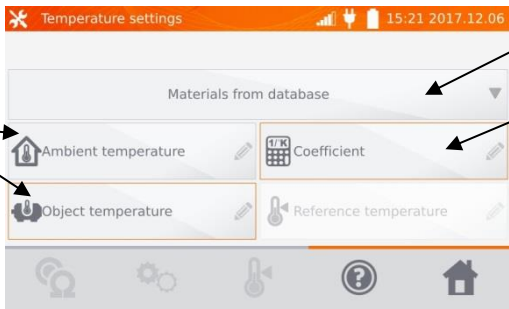 Temperature settings 15:21 2017.12.06
Materials from database
Ambient temperature 1/K Coefficient
Object temperature Reference temperature